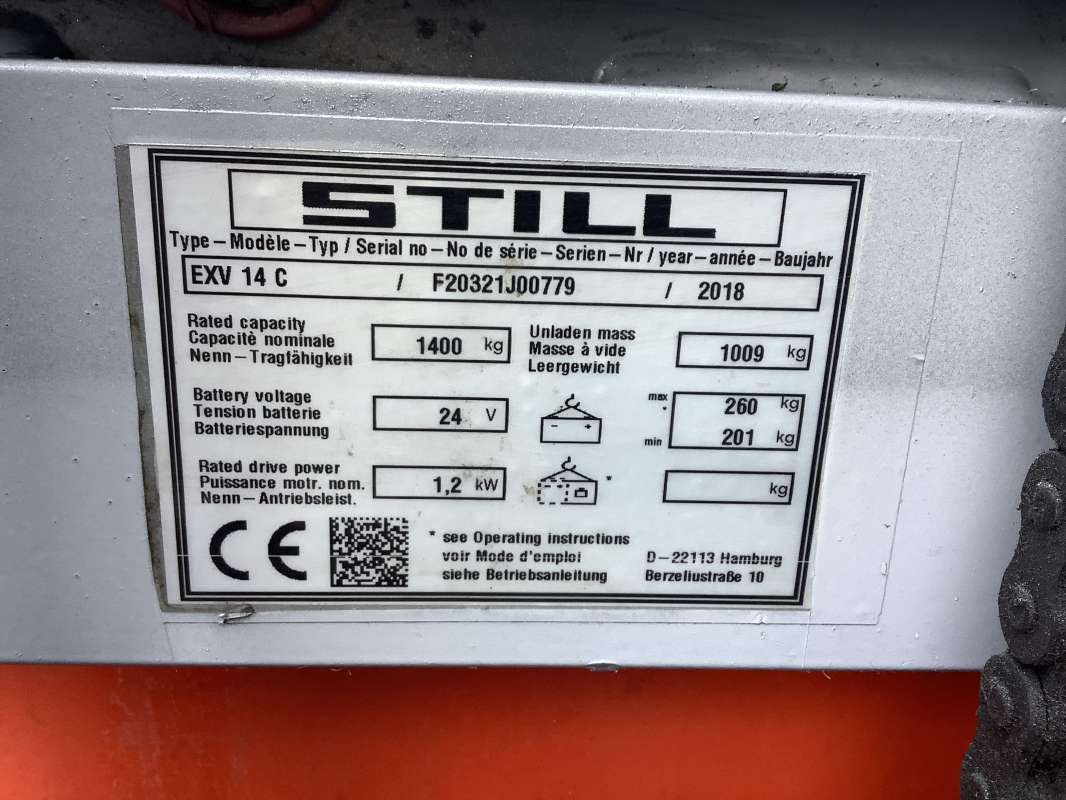 STILL
Type – Modèle – Typ / Serial no – No de série – Serien – Nr / year – année – Baujahr
EXV 14 C / F20321J00779 / 2018
Rated capacity
Capacitè nominale
Nenn – Tragfähigkeit
1400 kg
Unladen mass
Masse à vide
Leergewicht
1009 kg
Battery voltage
Tension batterie
Batteriespannung
24 V
- +
max 260 kg
*
min 201 kg
Rated drive power
Puissance motr. nom.
Nenn – Antriebsleist.
1,2 kW
*
kg
CE
* see Operating instructions
voir Mode d'emploi
siehe Betriebsanleitung
D – 22113 Hamburg
Berzeliustraße 10